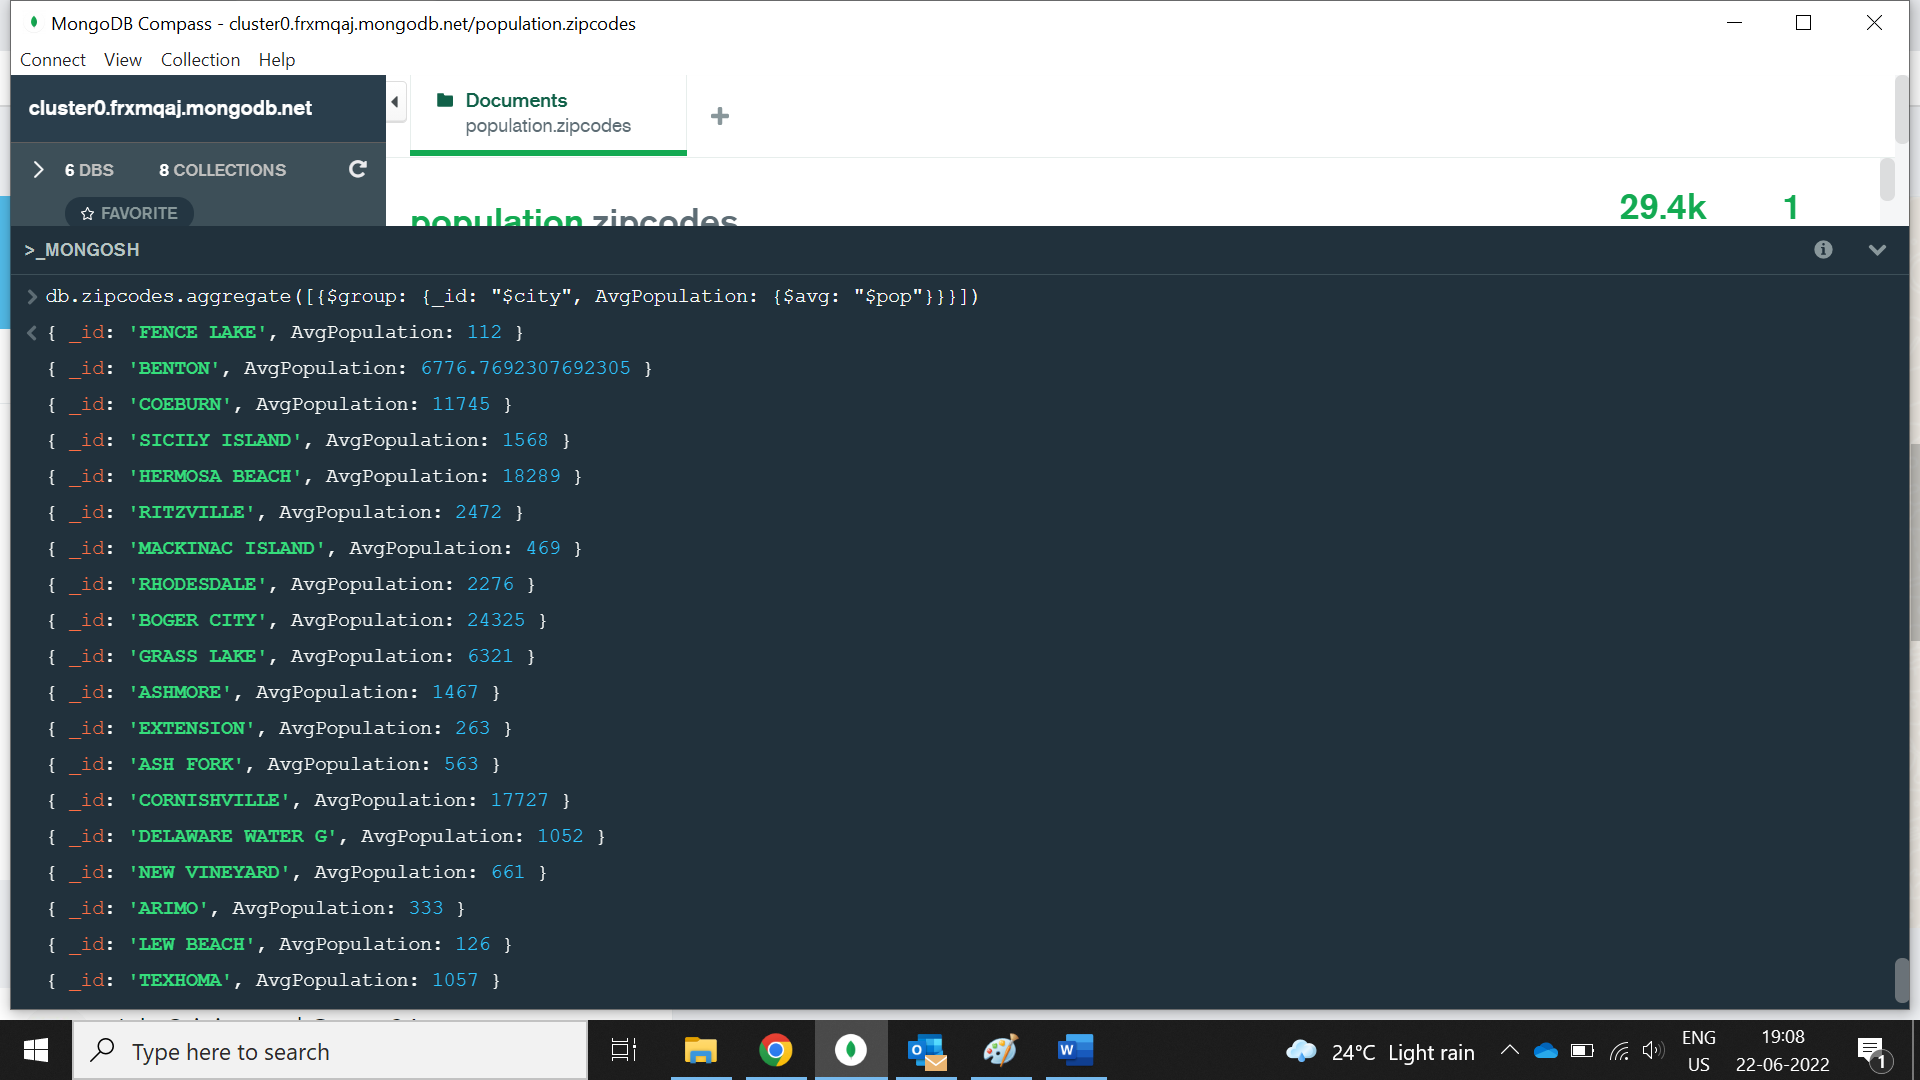 MongoDB Compass - cluster0.frxmqaj.mongodb.net/population.zipcodes
Connect View Collection Help
cluster0.frxmqaj.mongodb.net
Documents
population.zipcodes
6 DBS 8 COLLECTIONS
FAVORITE
population.zipcodes
29.4k 1
>_MONGOSH
db.zipcodes.aggregate([{$group: {_id: "$city", AvgPopulation: {$avg: "$pop"}}}])
{ _id: 'FENCE LAKE', AvgPopulation: 112 }
{ _id: 'BENTON', AvgPopulation: 6776.7692307692305 }
{ _id: 'COEBURN', AvgPopulation: 11745 }
{ _id: 'SICILY ISLAND', AvgPopulation: 1568 }
{ _id: 'HERMOSA BEACH', AvgPopulation: 18289 }
{ _id: 'RITZVILLE', AvgPopulation: 2472 }
{ _id: 'MACKINAC ISLAND', AvgPopulation: 469 }
{ _id: 'RHODESDALE', AvgPopulation: 2276 }
{ _id: 'BOGER CITY', AvgPopulation: 24325 }
{ _id: 'GRASS LAKE', AvgPopulation: 6321 }
{ _id: 'ASHMORE', AvgPopulation: 1467 }
{ _id: 'EXTENSION', AvgPopulation: 263 }
{ _id: 'ASH FORK', AvgPopulation: 563 }
{ _id: 'CORNISHVILLE', AvgPopulation: 17727 }
{ _id: 'DELAWARE WATER G', AvgPopulation: 1052 }
{ _id: 'NEW VINEYARD', AvgPopulation: 661 }
{ _id: 'ARIMO', AvgPopulation: 333 }
{ _id: 'LEW BEACH', AvgPopulation: 126 }
{ _id: 'TEXHOMA', AvgPopulation: 1057 }
Type here to search
24°C Light rain
ENG
US
19:08
22-06-2022
1